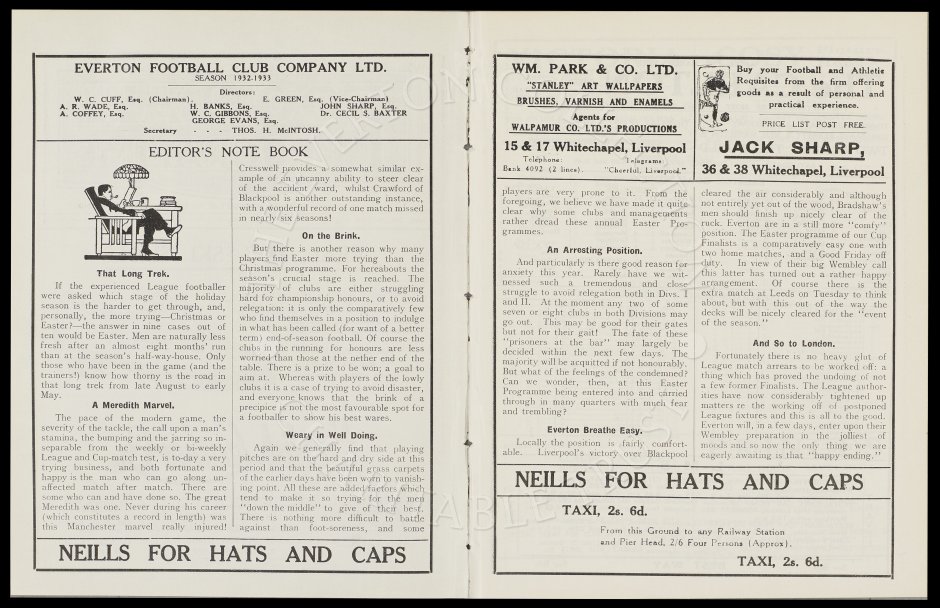 EVERTON FOOTBALL CLUB COMPANY LTD.
SEASON 1932-1933
Directors:
W. C. CUFF, Esq. (Chairman). E. GREEN, Esq. (Vice-Chairman)
A. R. WADE, Esq. H. BANKS, Esq. JOHN SHARP, Esq.
A. COFFEY, Esq. W. C. GIBBONS, Esq. Dr. CECIL S. BAXTER
GEORGE EVANS, Esq.
Secretary - - - THOS. H. McINTOSH.
EDITOR'S NOTE BOOK
That Long Trek.
If the experienced League footballer
were asked which stage of the holiday
season is the harder to get through, and,
personally, the more trying—Christmas or
Easter?—the answer in nine cases out of
ten would be Easter. Men are naturally less
fresh after an almost eight months' run
than at the season's half-way-house. Only
those who have been in the game (and the
trainers!) know how thorny is the road in
that long trek from late August to early
May.
A Meredith Marvel.
The pace of the modern game, the
severity of the tackle, the call upon a man's
stamina, the bumping and the jarring so in-
separable from the weekly or bi-weekly
League and Cup-match test, is to-day a very
trying business, and both fortunate and
happy is the man who can go along un-
affected match after match. There are
some who can and have done so. The great
Meredith was one. Never during his career
(which constitutes a record in length) was
this Manchester marvel really injured!
Cresswell provides a somewhat similar ex-
ample of an uncanny ability to steer clear
of the accident ward, whilst Crawford of
Blackpool is another outstanding instance,
with a wonderful record of one match missed
in nearly six seasons!
On the Brink.
But there is another reason why many
players find Easter more trying than the
Christmas programme. For hereabouts the
season's crucial stage is reached. The
majority of clubs are either struggling
hard for championship honours, or to avoid
relegation: it is only the comparatively few
who find themselves in a position to indulge
in what has been called (for want of a better
term) end-of-season football. Of course the
clubs in the running for honours are less
worried than those at the nether end of the
table. There is a prize to be won; a goal to
aim at. Whereas with players of the lowly
clubs it is a case of trying to avoid disaster,
and everyone knows that the brink of a
precipice is not the most favourable spot for
a footballer to show his best wares.
Weary in Well Doing.
Again we generally find that playing
pitches are on the hard and dry side at this
period and that the beautiful grass carpets
of the earlier days have been worn to vanish-
ing point. All these are added factors which
tend to make it so trying for the men
"down the middle" to give of their best.
There is nothing more difficult to battle
against than foot-soreness, and some
NEILLS FOR HATS AND CAPS
WM. PARK & CO. LTD.
"STANLEY" ART WALLPAPERS
BRUSHES, VARNISH AND ENAMELS
Agents for
WALPAMUR CO. LTD.'S PRODUCTIONS
15 & 17 Whitechapel, Liverpool
Telephone: Telegrams:
Bank 4092 (2 lines). "Cheerful, Liverpool."
Buy your Football and Athletic
Requisites from the firm offering
goods as a result of personal and
practical experience.
PRICE LIST POST FREE.
JACK SHARP,
36 & 38 Whitechapel, Liverpool
players are very prone to it. From the
foregoing, we believe we have made it quite
clear why some clubs and managements
rather dread these annual Easter Pro-
grammes.
An Arresting Position.
And particularly is there good reason for
anxiety this year. Rarely have we wit-
nessed such a tremendous and close
struggle to avoid relegation both in Divs. I
and II. At the moment any two of some
seven or eight clubs in both Divisions may
go out. This may be good for their gates
but not for their gait! The fate of these
"prisoners at the bar" may largely be
decided within the next few days. The
majority will be acquitted if not honourably.
But what of the feelings of the condemned?
Can we wonder, then, at this Easter
Programme being entered into and carried
through in many quarters with much fear
and trembling?
Everton Breathe Easy.
Locally the position is fairly comfort-
able. Liverpool's victory over Blackpool
cleared the air considerably and although
not entirely yet out of the wood, Bradshaw's
men should finish up nicely clear of the
ruck. Everton are in a still more "comfy"
position. The Easter programme of our Cup
Finalists is a comparatively easy one with
two home matches, and a Good Friday off
duty. In view of their big Wembley call
this latter has turned out a rather happy
arrangement. Of course there is the
extra match at Leeds on Tuesday to think
about, but with this out of the way the
decks will be nicely cleared for the "event
of the season."
And So to London.
Fortunately there is no heavy glut of
League match arrears to be worked off: a
thing which has proved the undoing of not
a few former Finalists. The League author-
ities have now considerably tightened up
matters re the working off of postponed
League fixtures and this is all to the good.
Everton will, in a few days, enter upon their
Wembley preparation in the jolliest of
moods and so now the only thing we are
eagerly awaiting is that "happy ending."
NEILLS FOR HATS AND CAPS
TAXI, 2s. 6d.
From this Ground to any Railway Station
and Pier Head, 2/6 Four Persons (Approx).
TAXI, 2s. 6d.